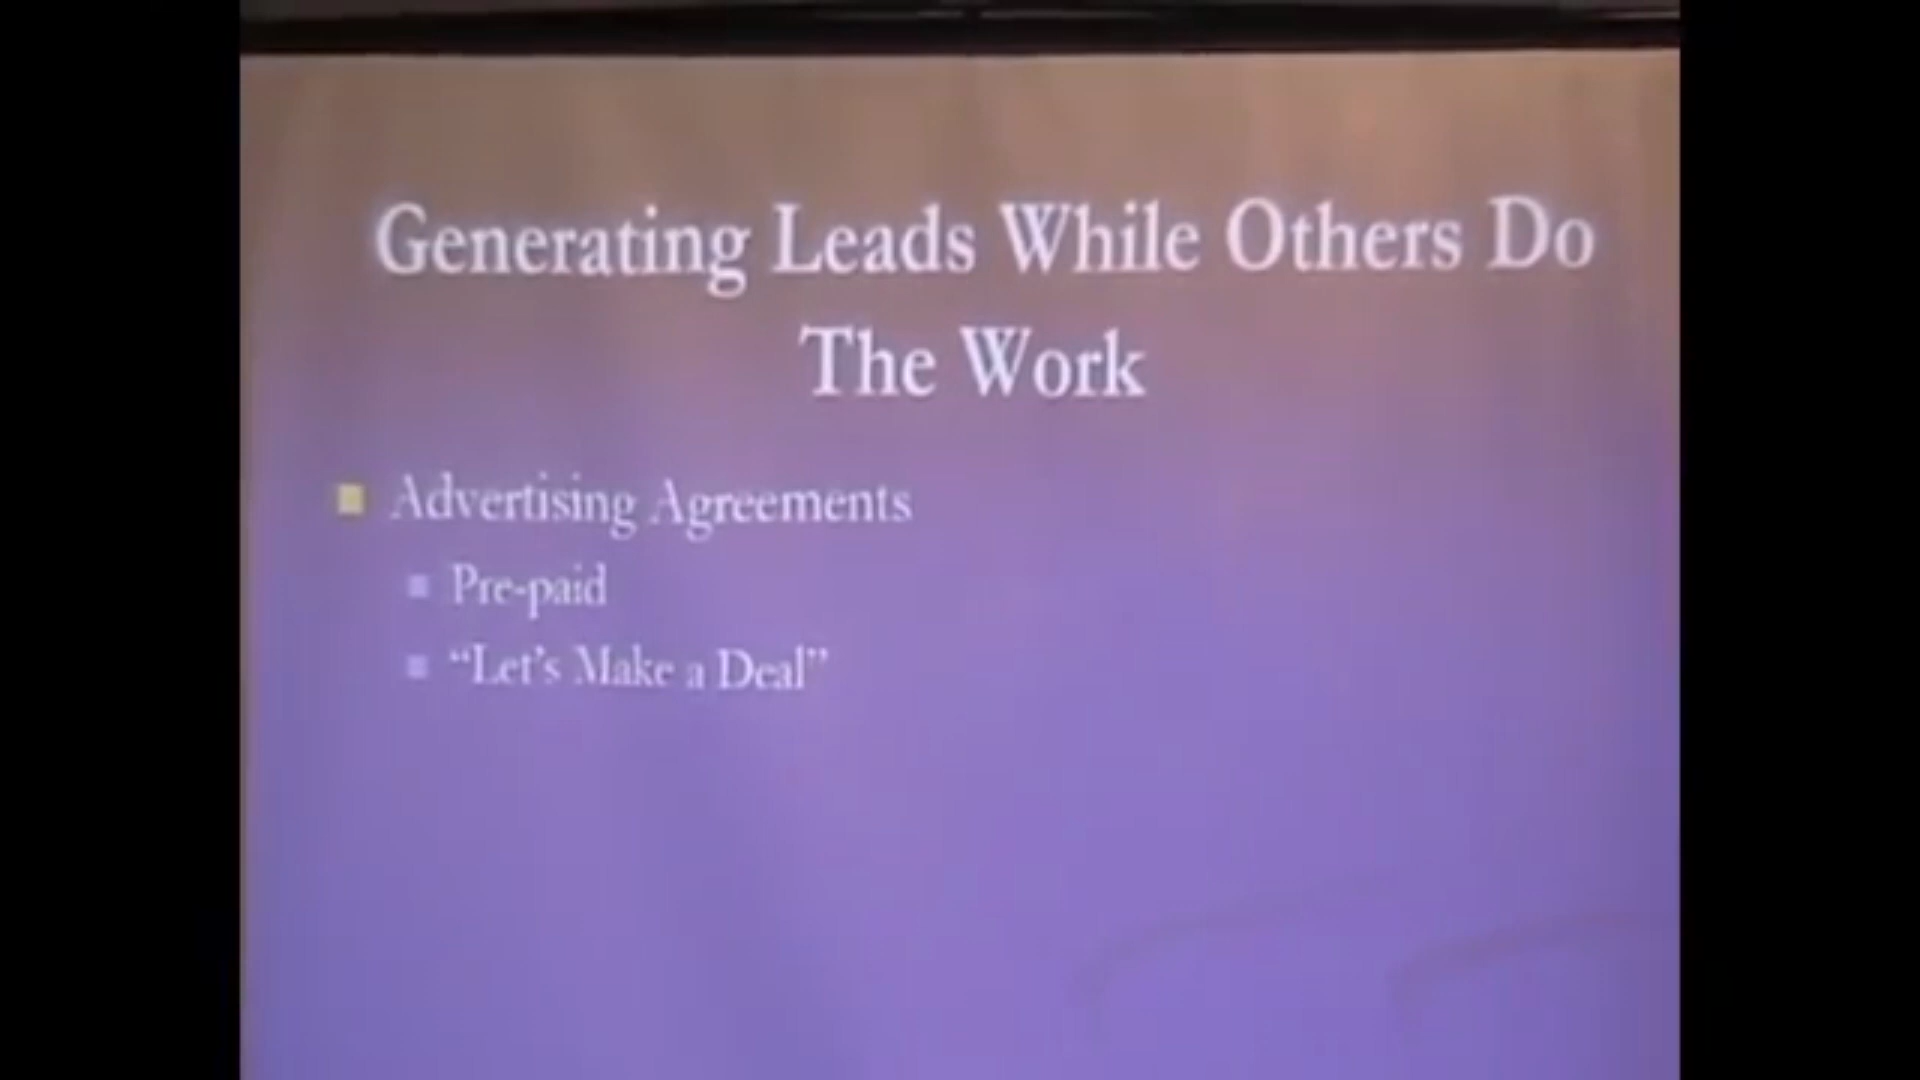 Generating Leads While Others Do
The Work
Advertising Agreements
Pre-paid
“Let’s Make a Deal”